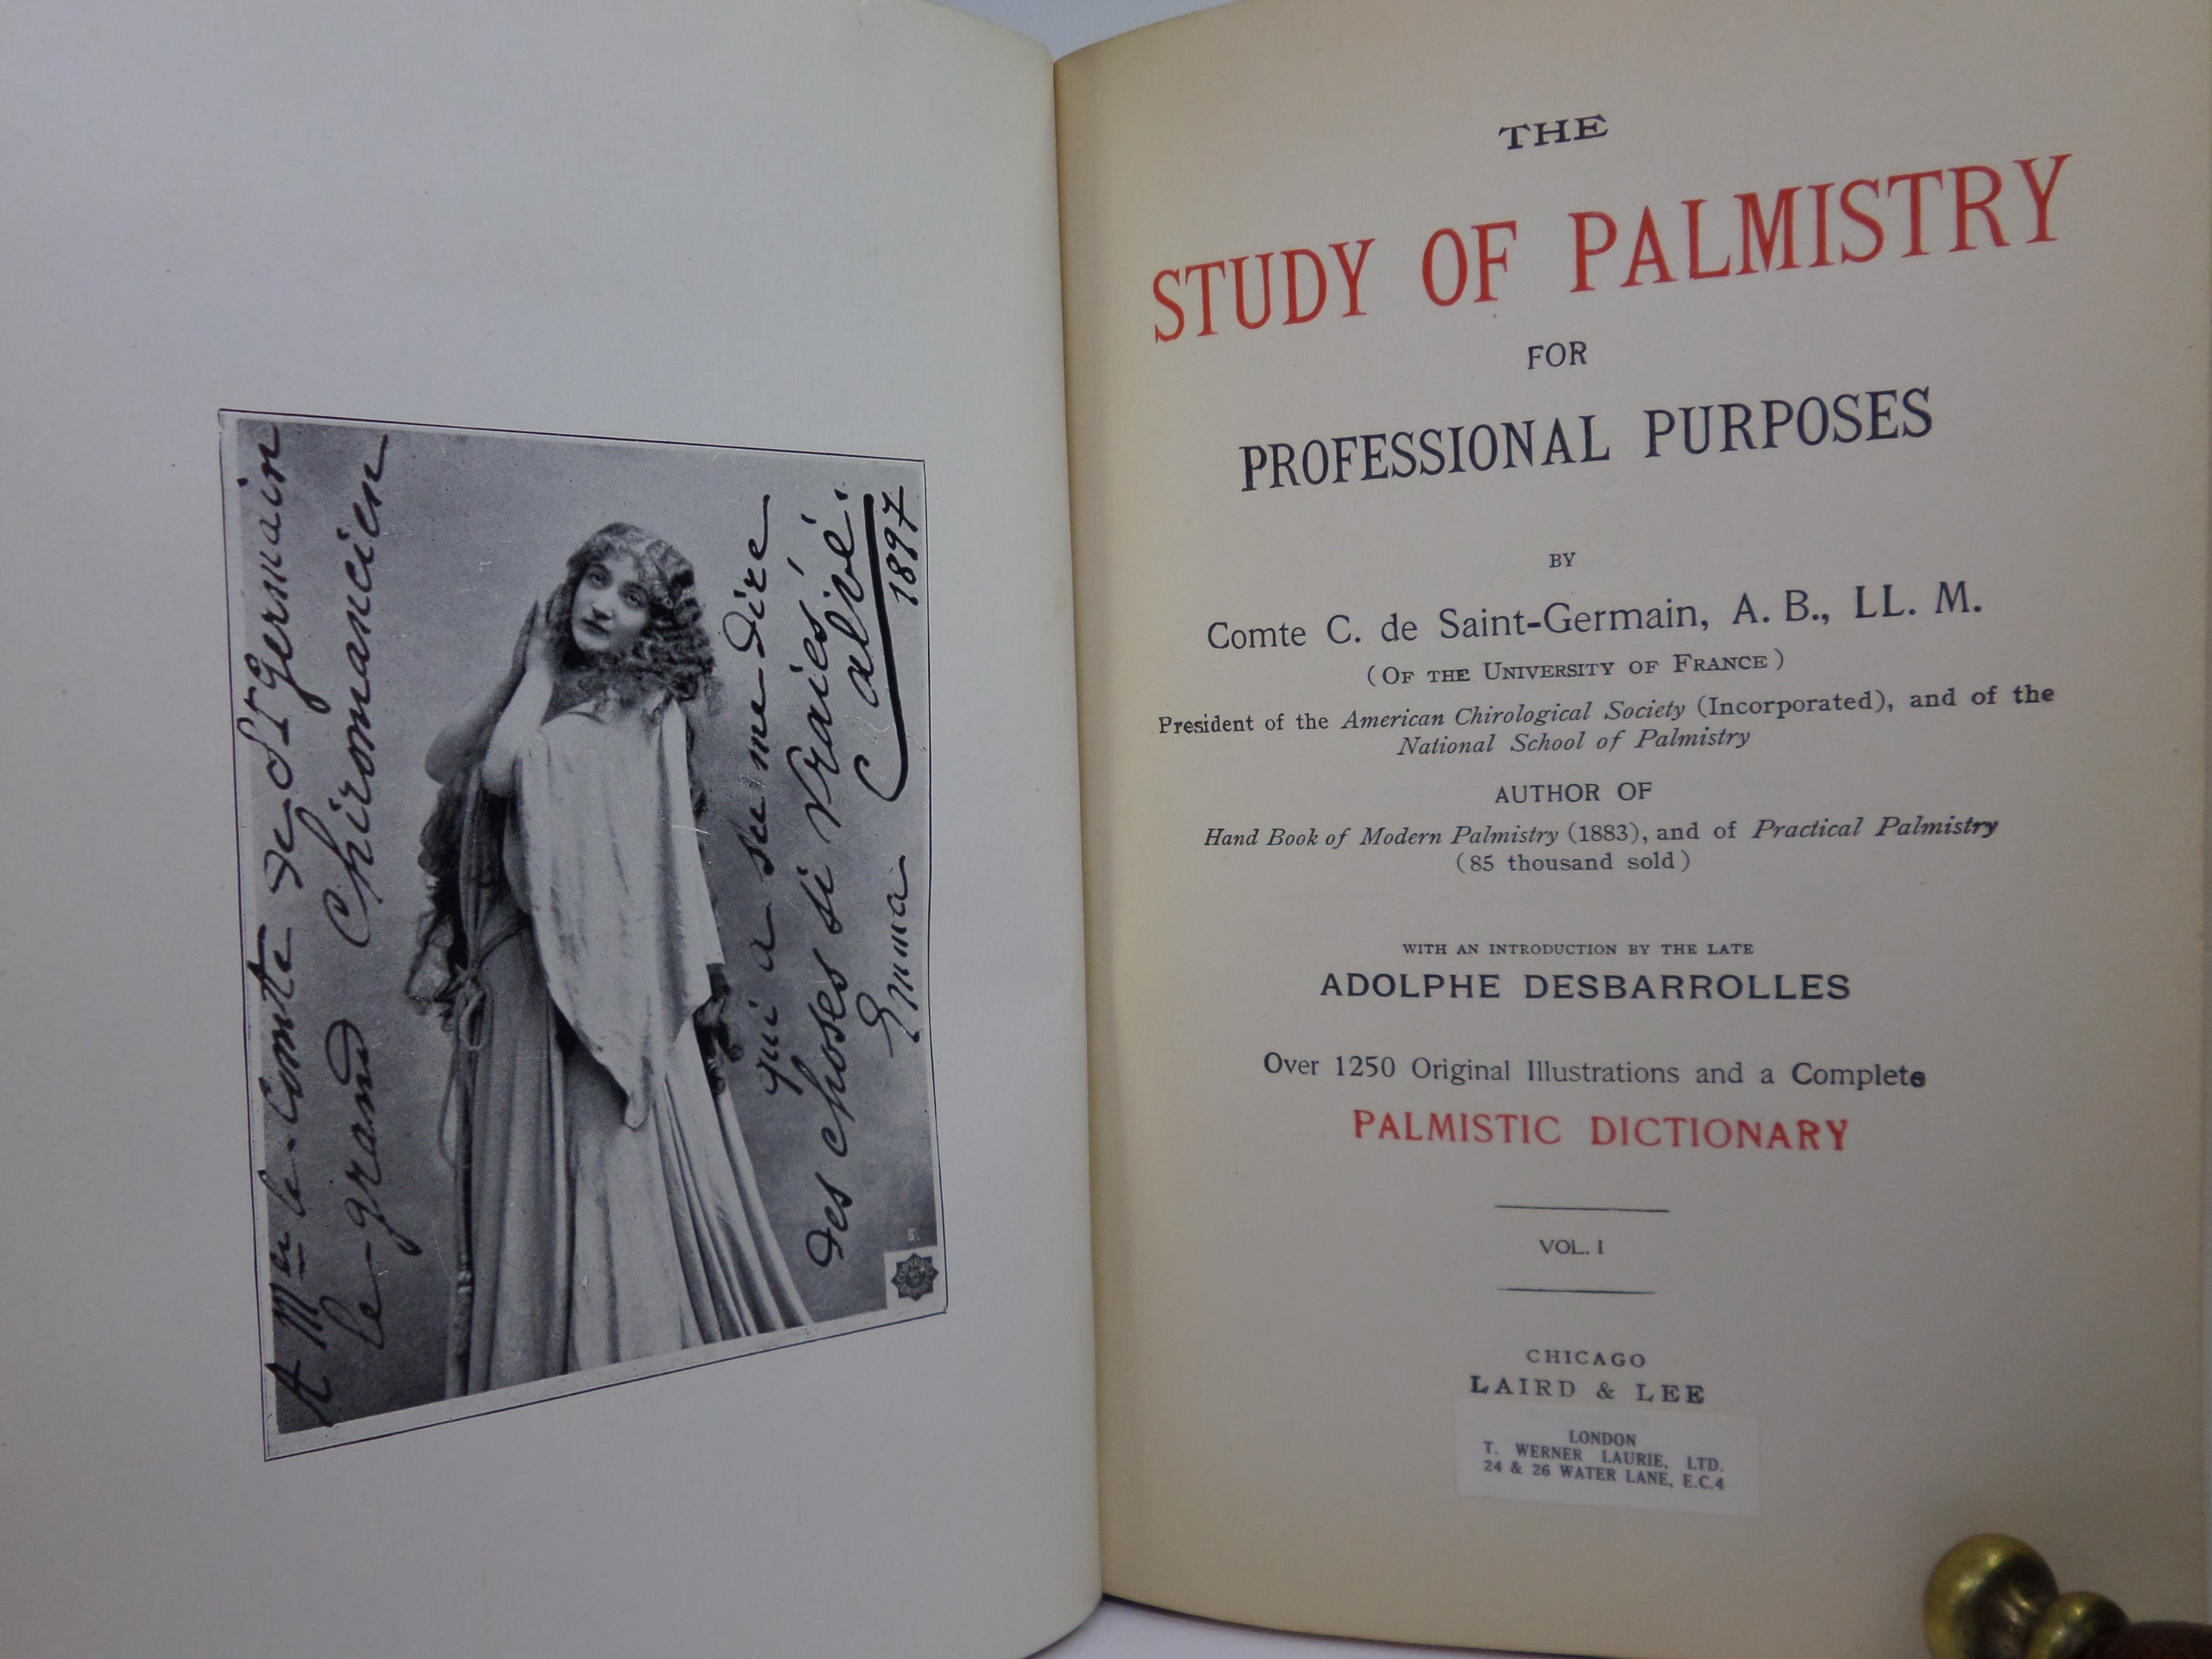 A Mr le Comte de St Germain
le grand Chiromancien
qui a su me dire
des choses si vraies
Emma Calvé.
1897
THE
STUDY OF PALMISTRY
FOR
PROFESSIONAL PURPOSES
BY
Comte C. de Saint-Germain, A. B., LL. M.
(OF THE UNIVERSITY OF FRANCE)
President of the American Chirological Society (Incorporated), and of the
National School of Palmistry
AUTHOR OF
Hand Book of Modern Palmistry (1883), and of Practical Palmistry
(85 thousand sold)
WITH AN INTRODUCTION BY THE LATE
ADOLPHE DESBARROLLES
Over 1250 Original Illustrations and a Complete
PALMISTIC DICTIONARY
VOL. I
CHICAGO
LAIRD & LEE
LONDON
T. WERNER LAURIE, LTD.
24 & 26 WATER LANE, E.C.4